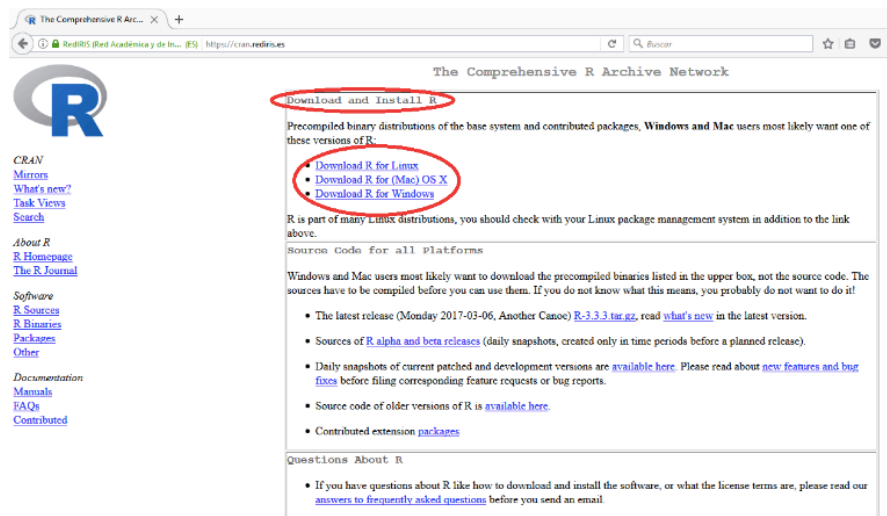 The Comprehensive R Arc...
RedIRIS (Red Académica y de In... (ES) https://cran.rediris.es
Buscar
The Comprehensive R Archive Network
R
CRAN
Mirrors
What's new?
Task Views
Search
About R
R Homepage
The R Journal
Software
R Sources
R Binaries
Packages
Other
Documentation
Manuals
FAQs
Contributed
Download and Install R
Precompiled binary distributions of the base system and contributed packages, Windows and Mac users most likely want one of
these versions of R:
Download R for Linux
Download R for (Mac) OS X
Download R for Windows
R is part of many Linux distributions, you should check with your Linux package management system in addition to the link
above.
Source Code for all Platforms
Windows and Mac users most likely want to download the precompiled binaries listed in the upper box, not the source code. The
sources have to be compiled before you can use them. If you do not know what this means, you probably do not want to do it!
The latest release (Monday 2017-03-06, Another Canoe) R-3.3.3.tar.gz, read what's new in the latest version.
Sources of R alpha and beta releases (daily snapshots, created only in time periods before a planned release).
Daily snapshots of current patched and development versions are available here. Please read about new features and bug
fixes before filing corresponding feature requests or bug reports.
Source code of older versions of R is available here.
Contributed extension packages
Questions About R
If you have questions about R like how to download and install the software, or what the license terms are, please read our
answers to frequently asked questions before you send an email.